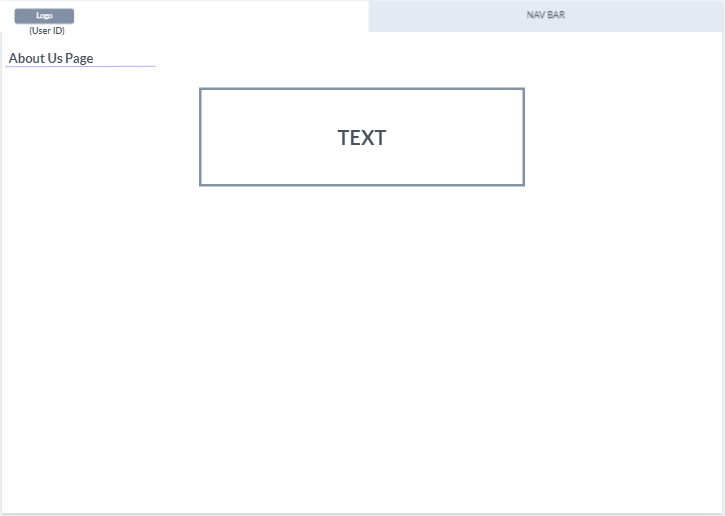 Logo
NAV BAR
(User ID)
About Us Page
TEXT